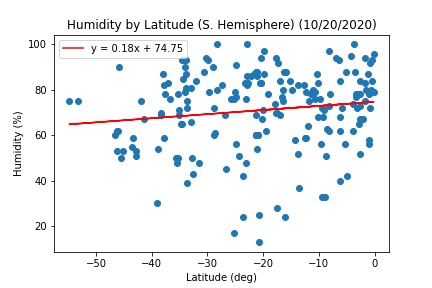 Humidity by Latitude (S. Hemisphere) (10/20/2020)
y = 0.18x + 74.75
100
80
60
40
20
Humidity (%)
−50
−40
−30
−20
−10
0
Latitude (deg)